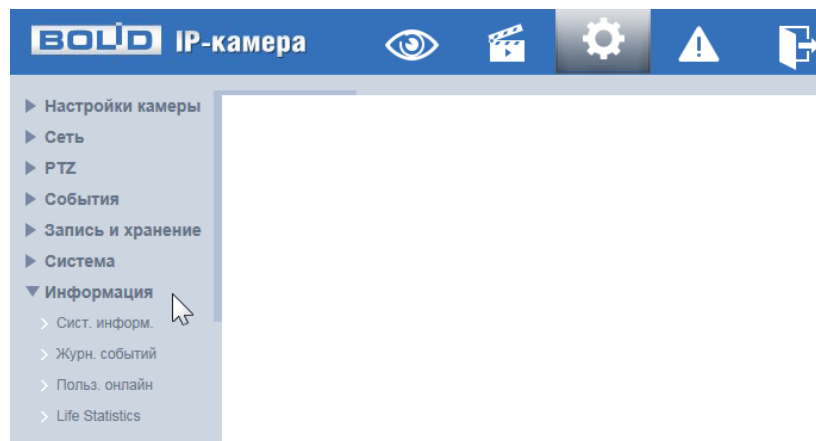 BOLID IP-камера
Настройки камеры
Сеть
PTZ
События
Запись и хранение
Система
Информация
Сист. информ.
Журн. событий
Польз. онлайн
Life Statistics